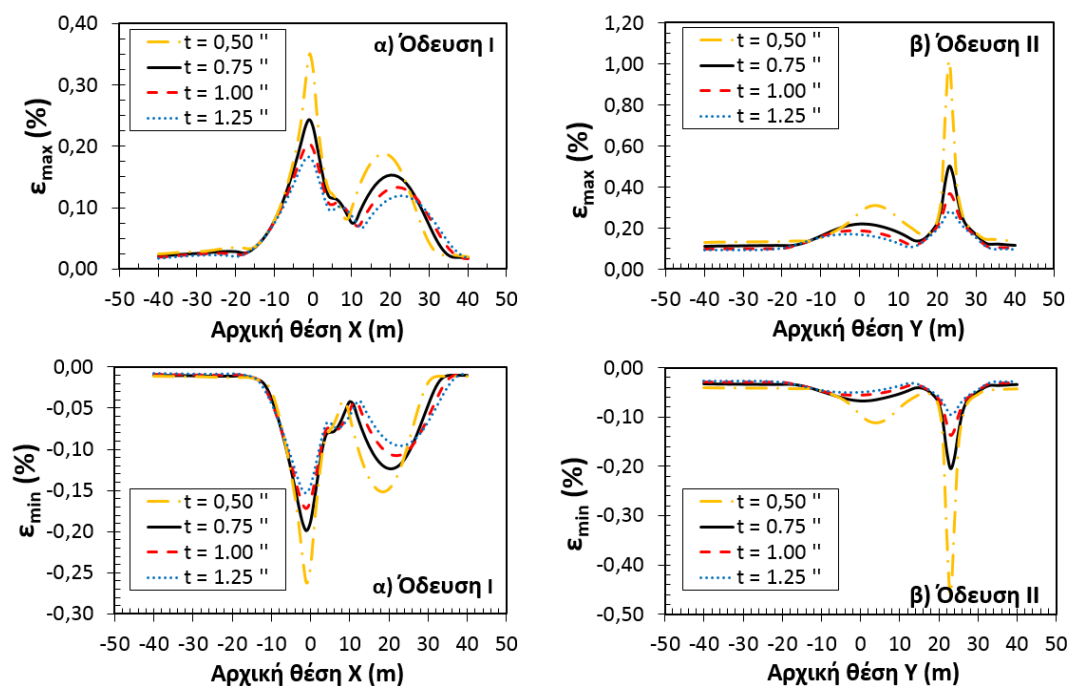 α) Όδευση I
t = 0,50 "
t = 0.75 "
t = 1.00 "
t = 1.25 "
εmax (%)
0,40
0,30
0,20
0,10
0,00
-50 -40 -30 -20 -10 0 10 20 30 40 50
Αρχική θέση X (m)
β) Όδευση II
t = 0,50 "
t = 0.75 "
t = 1.00 "
t = 1.25 "
εmax (%)
1,20
1,00
0,80
0,60
0,40
0,20
0,00
-50 -40 -30 -20 -10 0 10 20 30 40 50
Αρχική θέση Y (m)
εmin (%)
0,00
-0,05
-0,10
-0,15
-0,20
-0,25
-0,30
t = 0,50 "
t = 0.75 "
t = 1.00 "
t = 1.25 "
α) Όδευση I
-50 -40 -30 -20 -10 0 10 20 30 40 50
Αρχική θέση X (m)
εmin (%)
0,00
-0,10
-0,20
-0,30
-0,40
-0,50
t = 0,50 "
t = 0.75 "
t = 1.00 "
t = 1.25 "
β) Όδευση II
-50 -40 -30 -20 -10 0 10 20 30 40 50
Αρχική θέση Y (m)